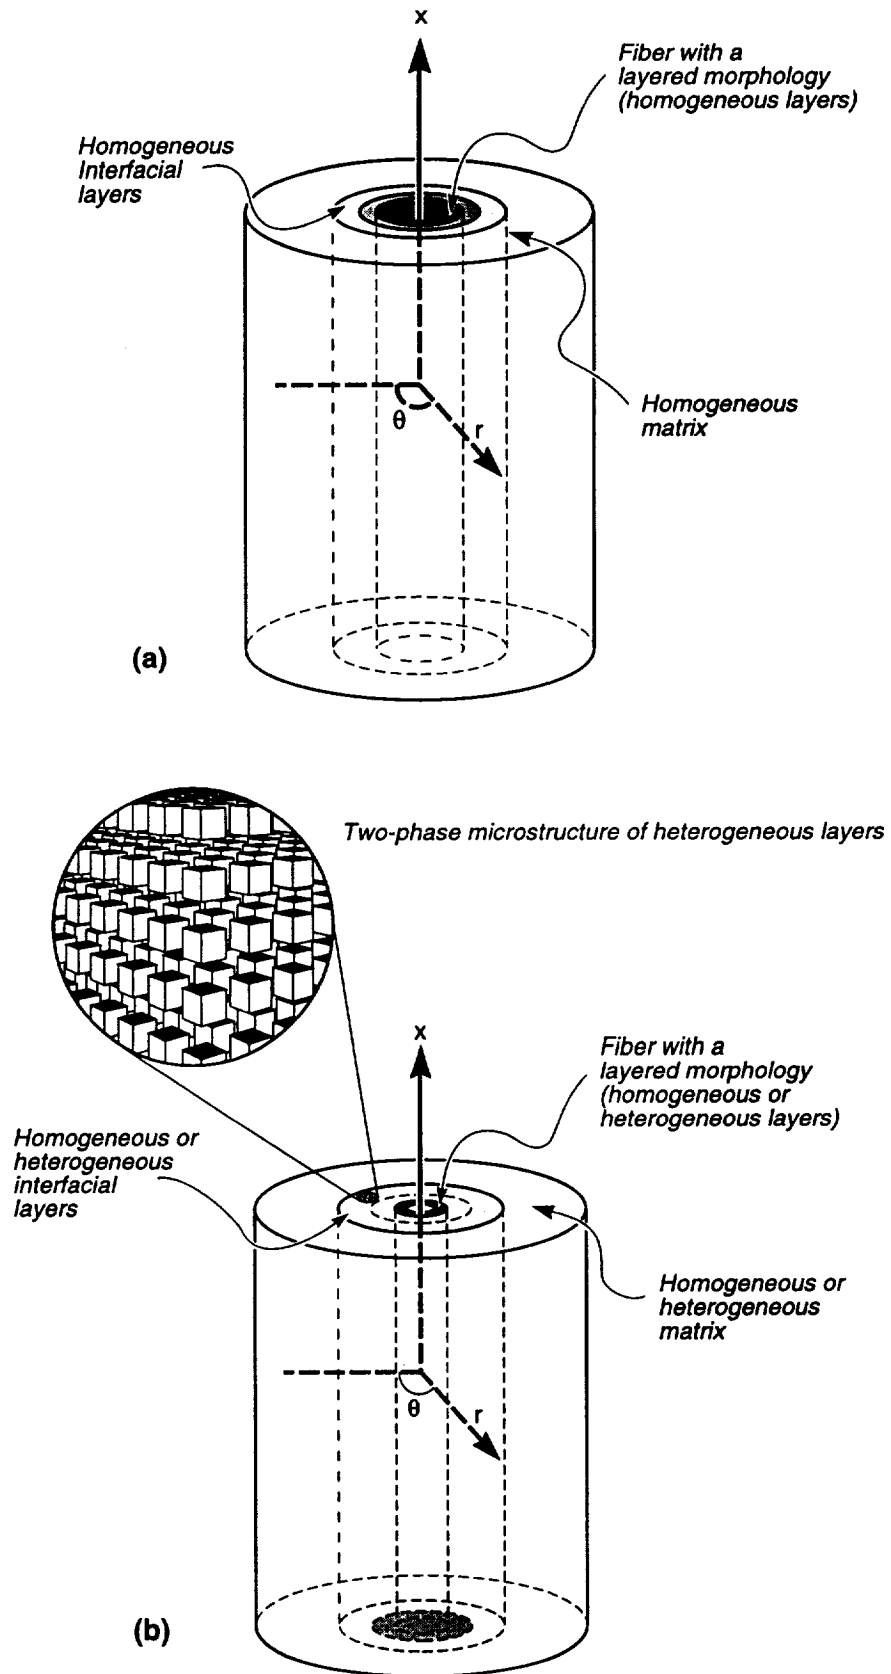 x
Fiber with a
layered morphology
(homogeneous layers)
Homogeneous
Interfacial
layers
θ
r
Homogeneous
matrix
(a)
Two-phase microstructure of heterogeneous layers
x
Fiber with a
layered morphology
(homogeneous or
heterogeneous layers)
Homogeneous or
heterogeneous
interfacial
layers
Homogeneous or
heterogeneous
matrix
θ
r
(b)